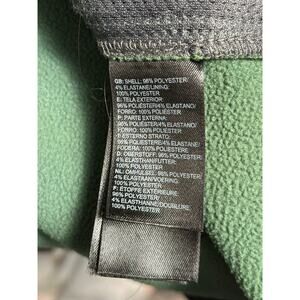 GB: SHELL: 96% POLYESTER
4% ELASTANE/LINING:
100% POLYESTER
E: TELA EXTERIOR:
96% POLIÉSTER/4% ELASTANO/
FORRO: 100% POLIÉSTER
P: PARTE EXTERNA:
96% POLIÉSTER/4% ELASTANO/
FORRO: 100% POLIÉSTER
I: ESTERNO STRATO:
96% POLIESTERE/4% ELASTANO/
FODERA: 100% POLIESTERE
D: OBERSTOFF: 96% POLYESTER
4% ELASTHAN/FUTTER:
100% POLYESTER
NL: OMHULSEL: 96% POLYESTER/
4% ELASTAAN/VOERING:
100% POLYESTER
F: ÉTOFFE EXTÉRIEURE:
96% POLYESTER/
4% ÉLASTHANNE/DOUBLURE:
100% POLYESTER